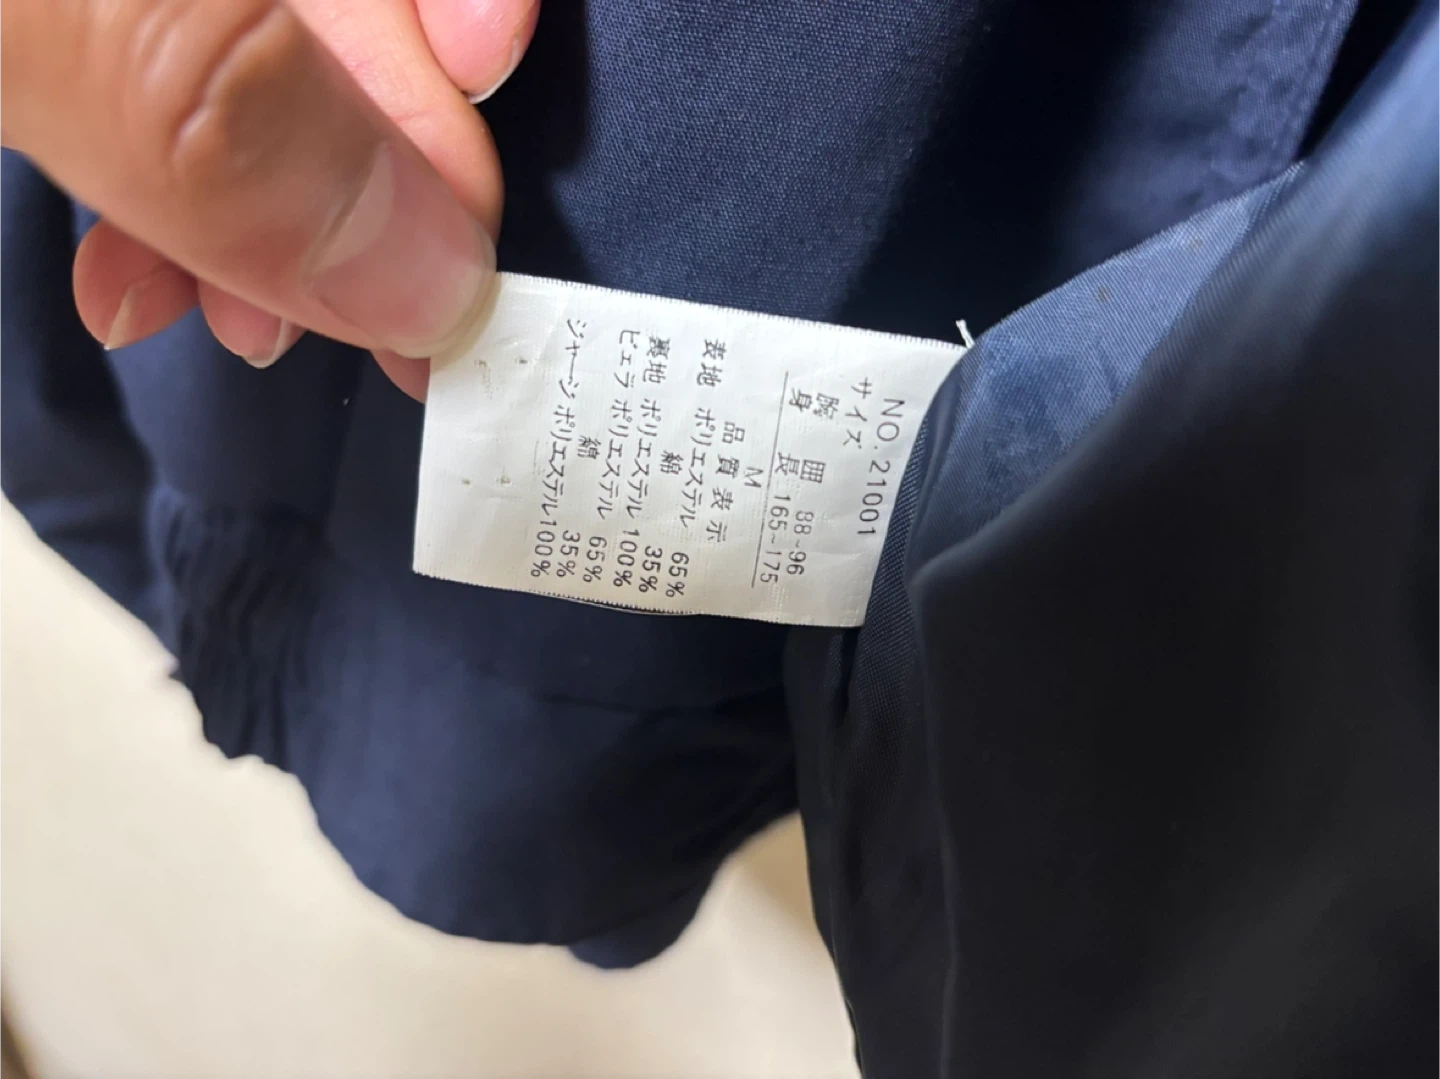 NO. 21001
サイズ
胸囲 88~96
身長 165~175
M
品質表示
表地 ポリエステル 65%
綿 35%
裏地 ポリエステル 100%
ビエラ ポリエステル 65%
綿 35%
ジャージ ポリエステル 100%